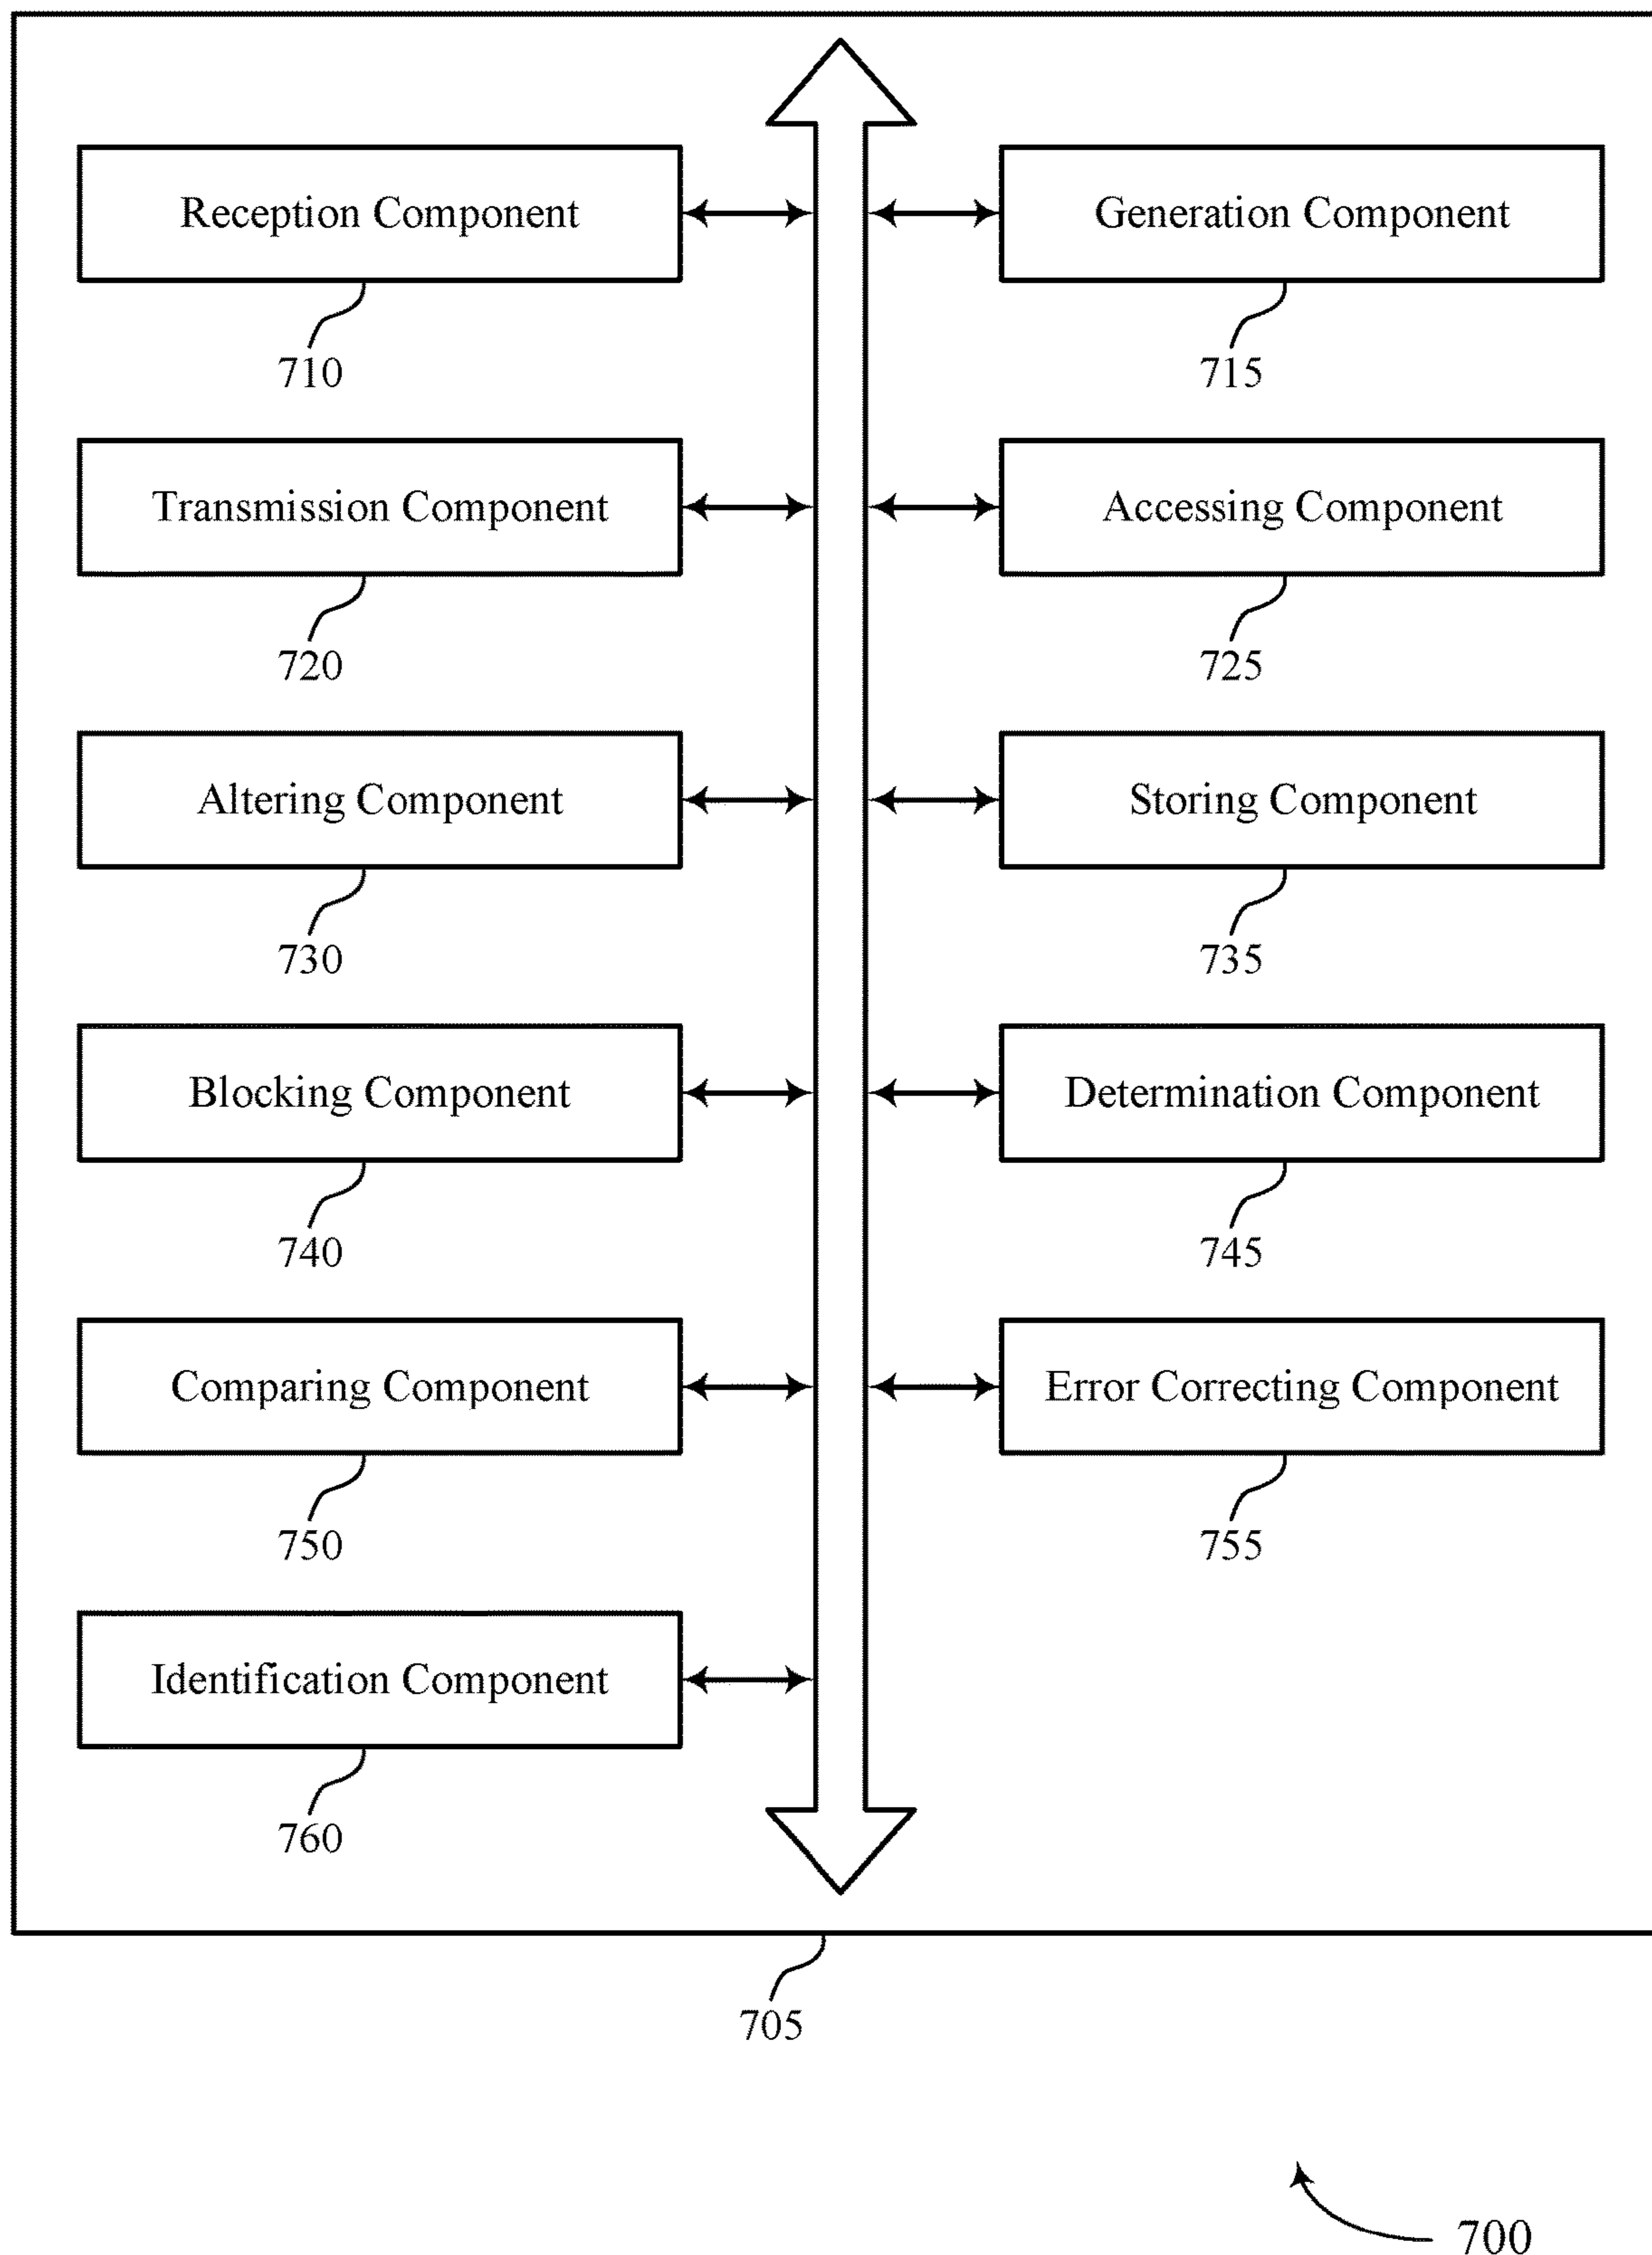 Reception Component
Generation Component
710
715
Transmission Component
Accessing Component
720
725
Altering Component
Storing Component
730
735
Blocking Component
Determination Component
740
745
Comparing Component
Error Correcting Component
750
755
Identification Component
760
705
700